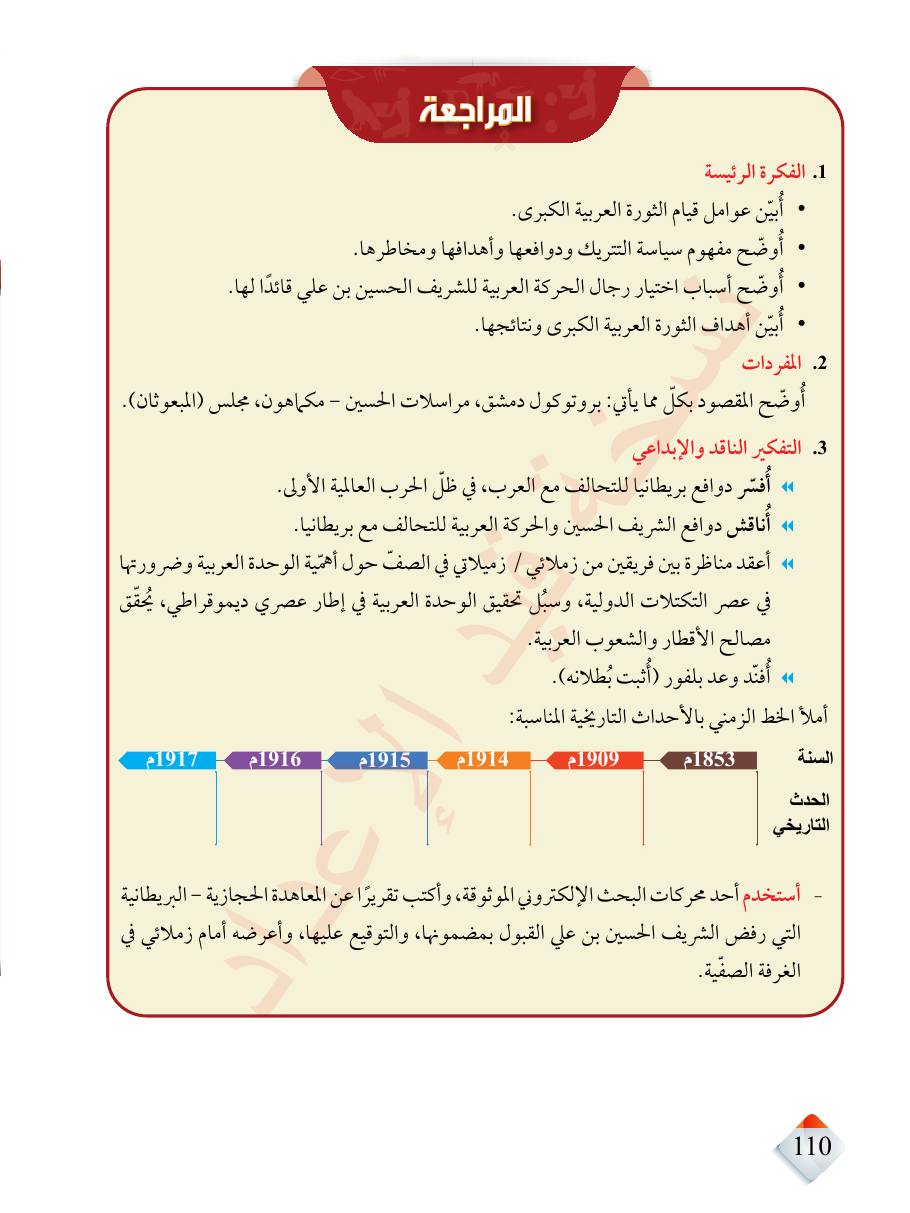 المراجعة
1. الفكرة الرئيسة
• أُبيّن عوامل قيام الثورة العربية الكبرى.
• أُوضّح مفهوم سياسة التتريك ودوافعها وأهدافها ومخاطرها.
• أُوضّح أسباب اختيار رجال الحركة العربية للشريف الحسين بن علي قائدًا لها.
• أُبيّن أهداف الثورة العربية الكبرى ونتائجها.
2. المفردات
أُوضّح المقصود بكلّ مما يأتي: بروتوكول دمشق، مراسلات الحسين – مكماهون، مجلس (المبعوثان).
3. التفكير الناقد والإبداعي
أُفسّر دوافع بريطانيا للتحالف مع العرب، في ظلّ الحرب العالمية الأولى.
أُناقش دوافع الشريف الحسين والحركة العربية للتحالف مع بريطانيا.
أعقد مناظرة بين فريقين من زملائي / زميلاتي في الصفّ حول أهمّية الوحدة العربية وضرورتها
في عصر التكتلات الدولية، وسبُل تحقيق الوحدة العربية في إطار عصري ديموقراطي، يُحقّق
مصالح الأقطار والشعوب العربية.
أُفنّد وعد بلفور (أُثبت بُطلانه).
أملأ الخط الزمني بالأحداث التاريخية المناسبة:
السنة 1853م 1909م 1914م 1915م 1916م 1917م
الحدث
التاريخي
- أستخدم أحد محركات البحث الإلكتروني الموثوقة، وأكتب تقريرًا عن المعاهدة الحجازية – البريطانية
التي رفض الشريف الحسين بن علي القبول بمضمونها، والتوقيع عليها، وأعرضه أمام زملائي في
الغرفة الصفّية.
نسخة قيد الإعداد
110